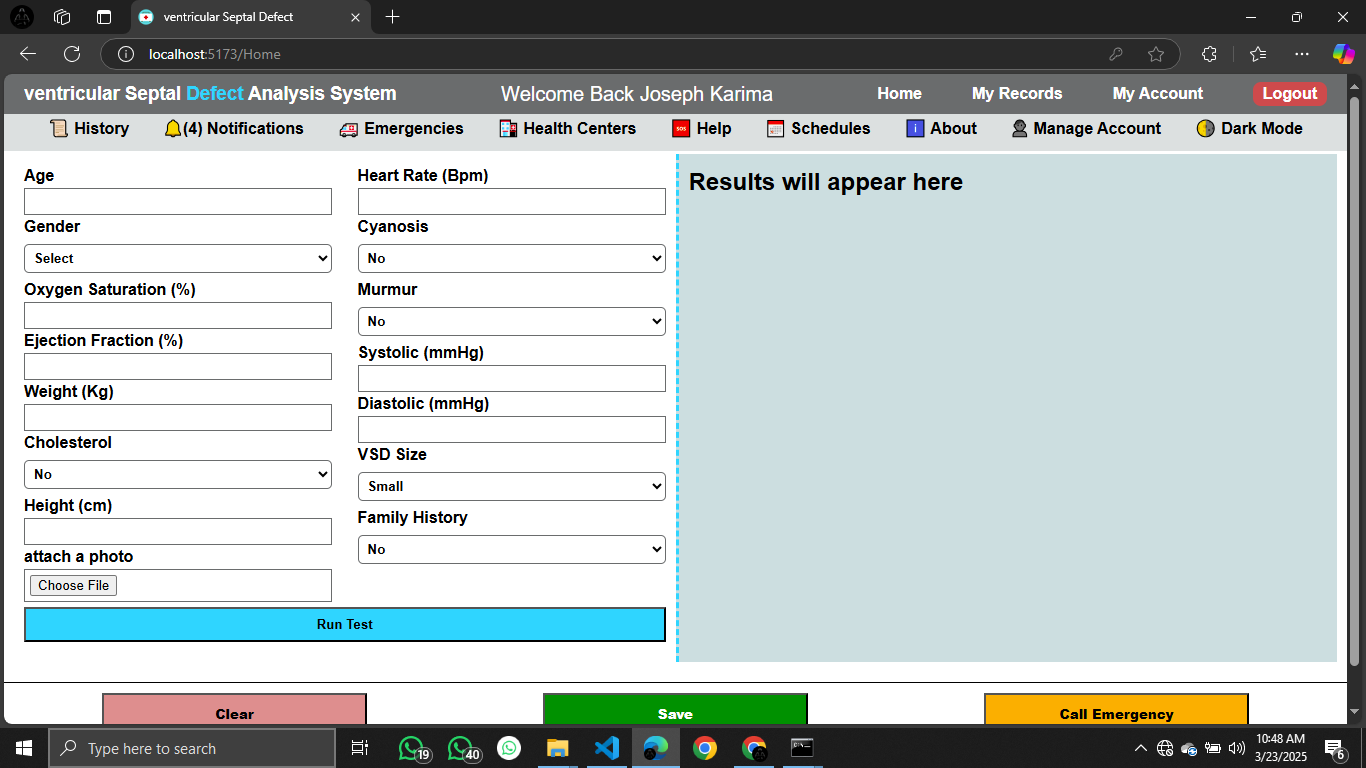 ventricular Septal Defect
localhost:5173/Home
ventricular Septal Defect Analysis System Welcome Back Joseph Karima Home My Records My Account Logout
History (4) Notifications Emergencies Health Centers SOS Help Schedules i About Manage Account Dark Mode
Age
Gender
Select
Oxygen Saturation (%)
Ejection Fraction (%)
Weight (Kg)
Cholesterol
No
Height (cm)
attach a photo
Choose File
Heart Rate (Bpm)
Cyanosis
No
Murmur
No
Systolic (mmHg)
Diastolic (mmHg)
VSD Size
Small
Family History
No
Run Test
Results will appear here
Clear Save Call Emergency
Type here to search
19 40
10:48 AM
3/23/2025
6